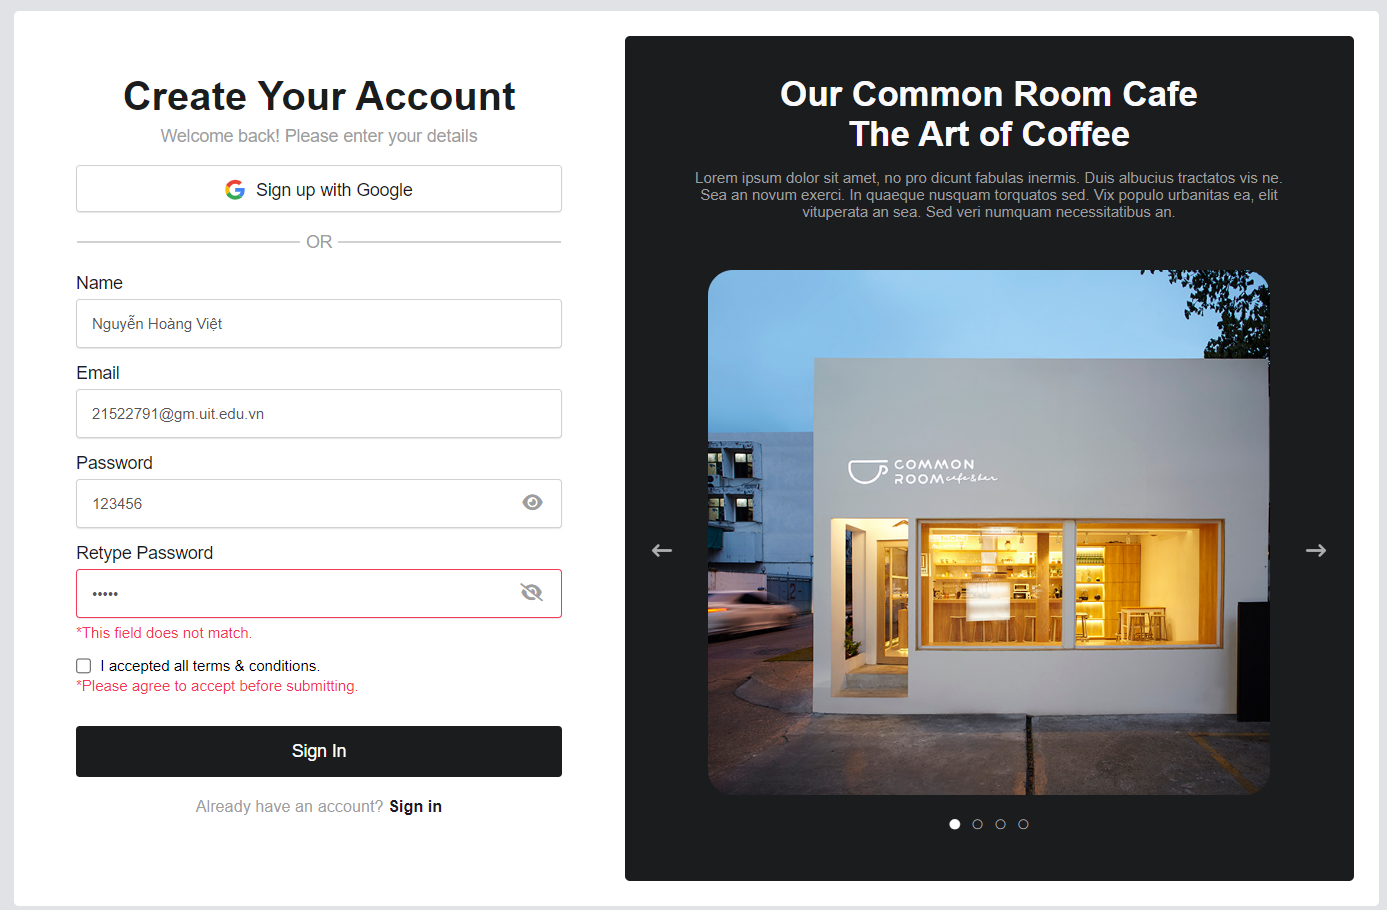 Create Your Account
Welcome back! Please enter your details
Sign up with Google
OR
Name
Nguyễn Hoàng Việt
Email
21522791@gm.uit.edu.vn
Password
123456
Retype Password
•••••
*This field does not match.
I accepted all terms & conditions.
*Please agree to accept before submitting.
Sign In
Already have an account? Sign in
Our Common Room Cafe
The Art of Coffee
Lorem ipsum dolor sit amet, no pro dicunt fabulas inermis. Duis albucius tractatos vis ne.
Sea an novum exerci. In quaeque nusquam torquatos sed. Vix populo urbanitas ea, elit
vituperata an sea. Sed veri numquam necessitatibus an.
COMMON
ROOM cafe & bar